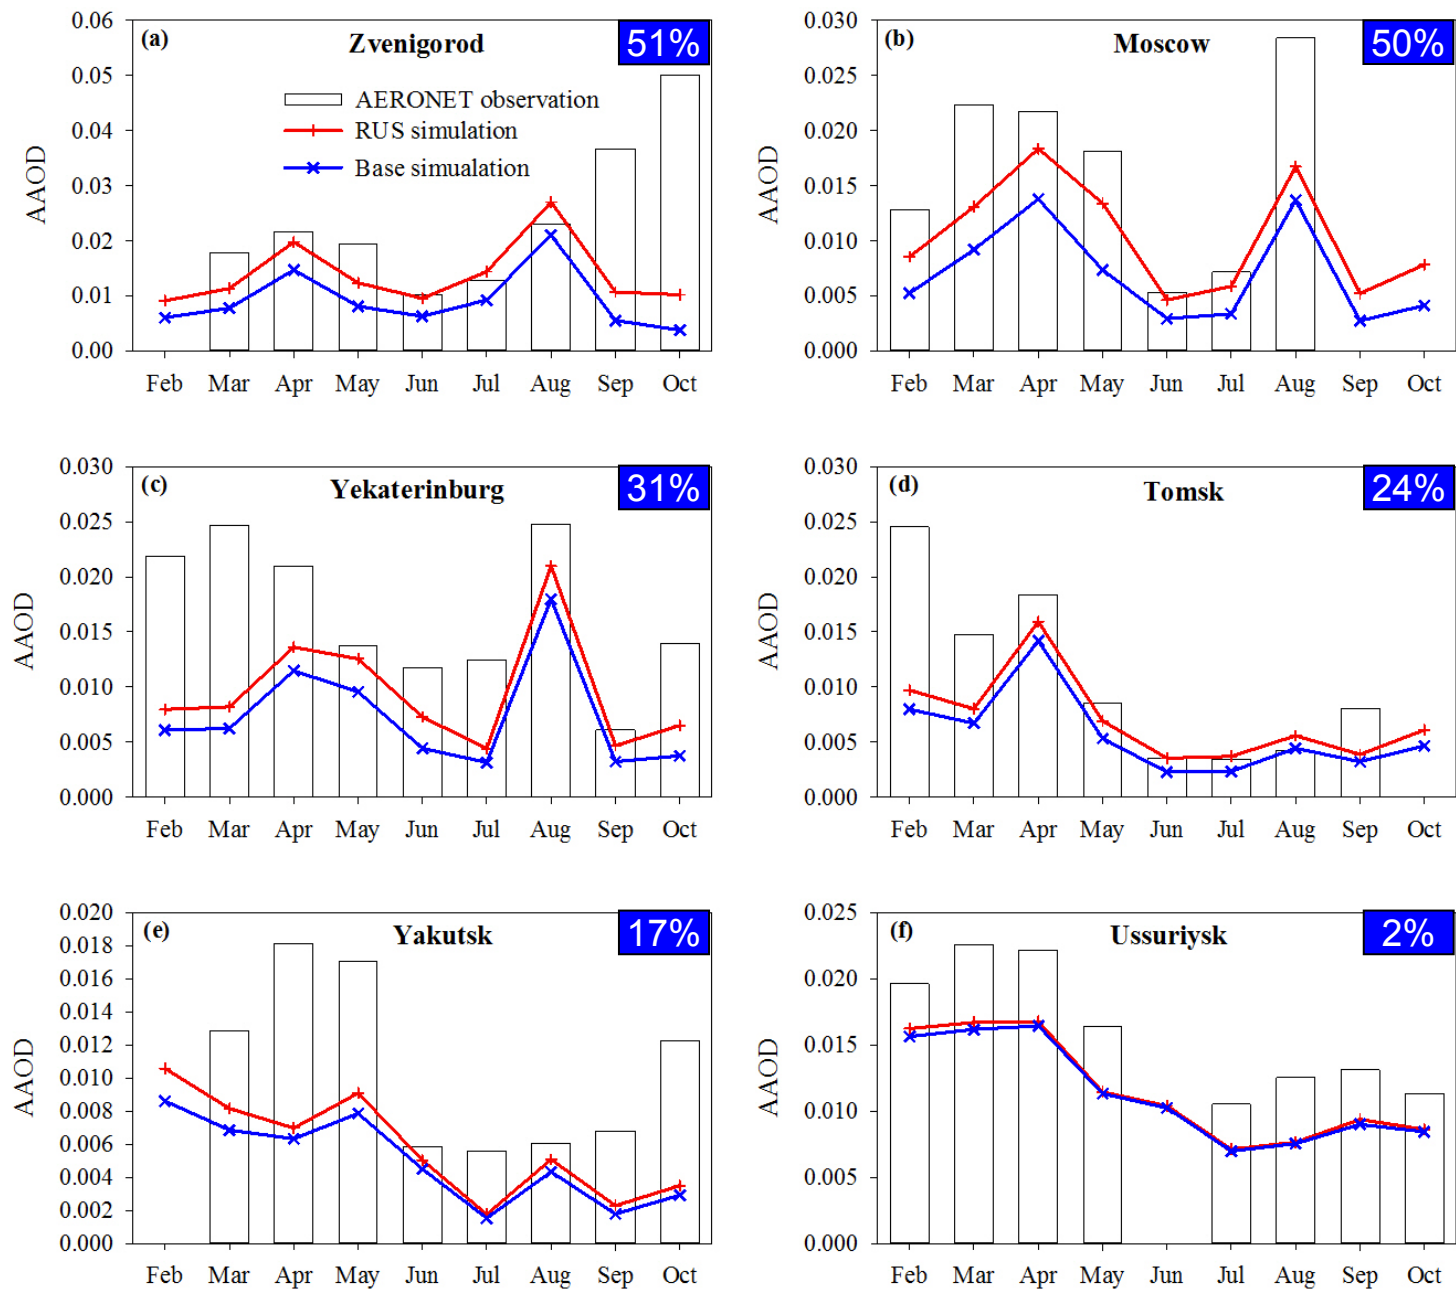 (a) Zvenigorod 51%
AERONET observation
RUS simulation
Base simualation
AAOD
0.06
0.05
0.04
0.03
0.02
0.01
0.00
Feb Mar Apr May Jun Jul Aug Sep Oct
(b) Moscow 50%
AAOD
0.030
0.025
0.020
0.015
0.010
0.005
0.000
Feb Mar Apr May Jun Jul Aug Sep Oct
(c) Yekaterinburg 31%
AAOD
0.030
0.025
0.020
0.015
0.010
0.005
0.000
Feb Mar Apr May Jun Jul Aug Sep Oct
(d) Tomsk 24%
AAOD
0.030
0.025
0.020
0.015
0.010
0.005
0.000
Feb Mar Apr May Jun Jul Aug Sep Oct
(e) Yakutsk 17%
AAOD
0.020
0.018
0.016
0.014
0.012
0.010
0.008
0.006
0.004
0.002
0.000
Feb Mar Apr May Jun Jul Aug Sep Oct
(f) Ussuriysk 2%
AAOD
0.025
0.020
0.015
0.010
0.005
0.000
Feb Mar Apr May Jun Jul Aug Sep Oct